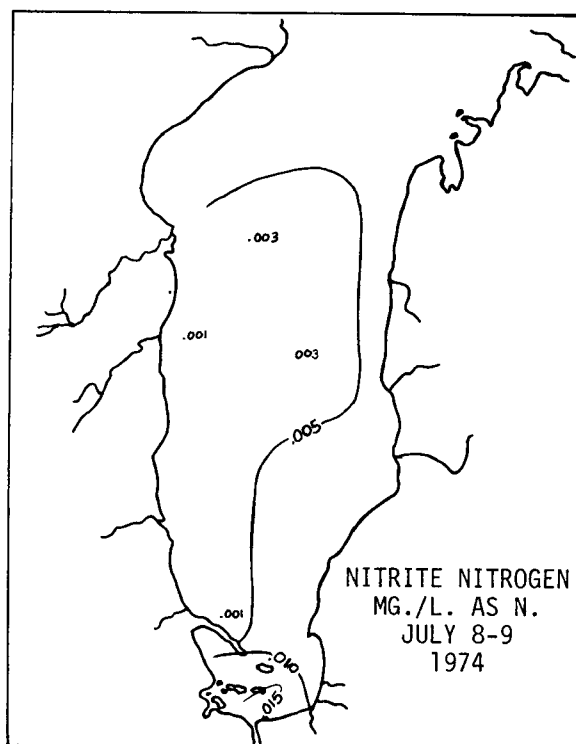 .003
.001
003
.005
.001
NITRITE NITROGEN
MG./L. AS N.
JULY 8-9
1974
.010
.015